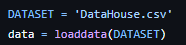 DATASET = 'DataHouse.csv'
data = loaddata(DATASET)